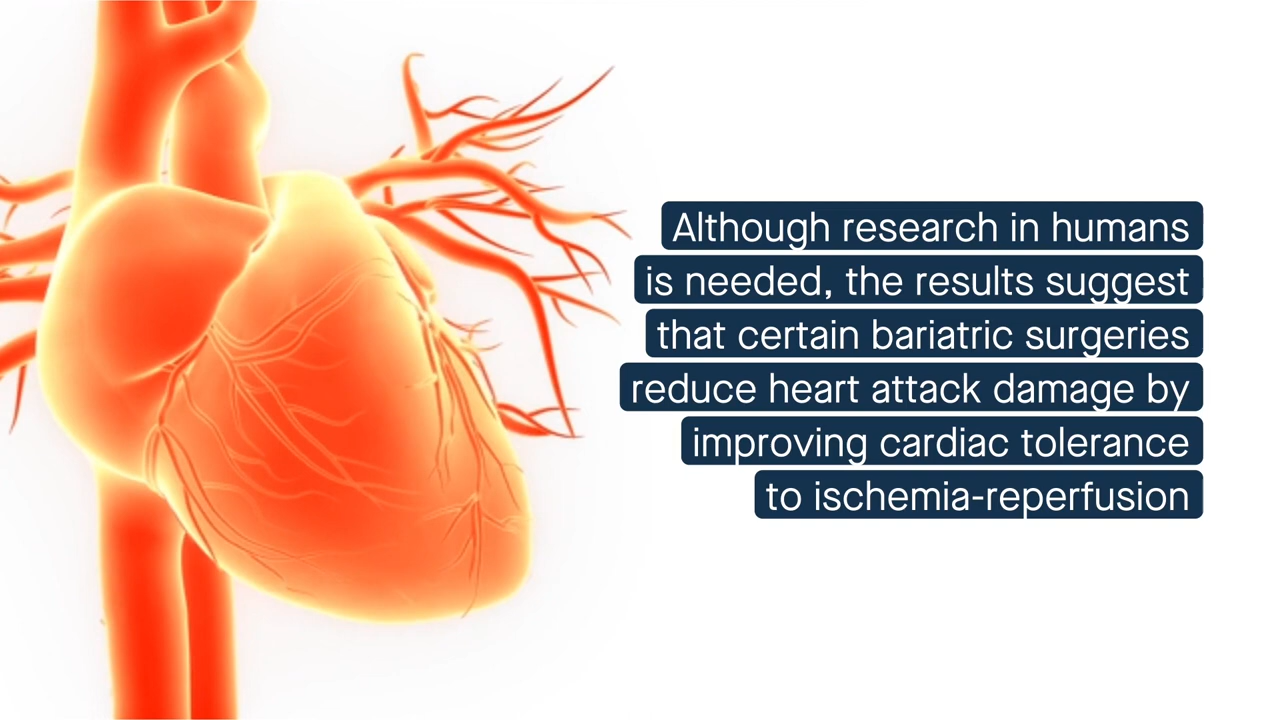 Although research in humans
is needed, the results suggest
that certain bariatric surgeries
reduce heart attack damage by
improving cardiac tolerance
to ischemia-reperfusion